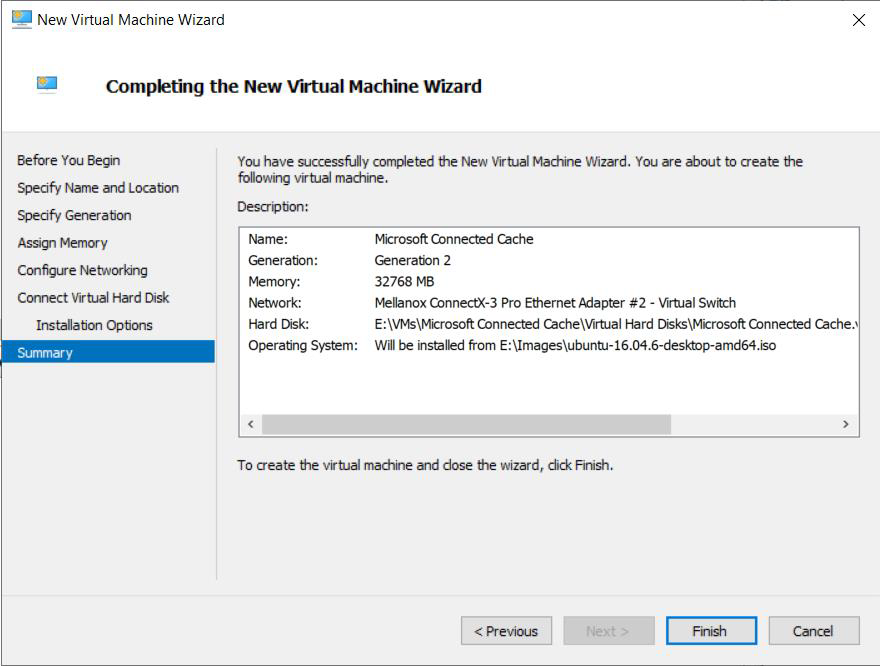 New Virtual Machine Wizard
Completing the New Virtual Machine Wizard
Before You Begin
Specify Name and Location
Specify Generation
Assign Memory
Configure Networking
Connect Virtual Hard Disk
Installation Options
Summary
You have successfully completed the New Virtual Machine Wizard. You are about to create the
following virtual machine.
Description:
Name: Microsoft Connected Cache
Generation: Generation 2
Memory: 32768 MB
Network: Mellanox ConnectX-3 Pro Ethernet Adapter #2 - Virtual Switch
Hard Disk: E:\VMs\Microsoft Connected Cache\Virtual Hard Disks\Microsoft Connected Cache.
Operating System: Will be installed from E:\Images\ubuntu-16.04.6-desktop-amd64.iso
To create the virtual machine and close the wizard, click Finish.
< Previous Next > Finish Cancel